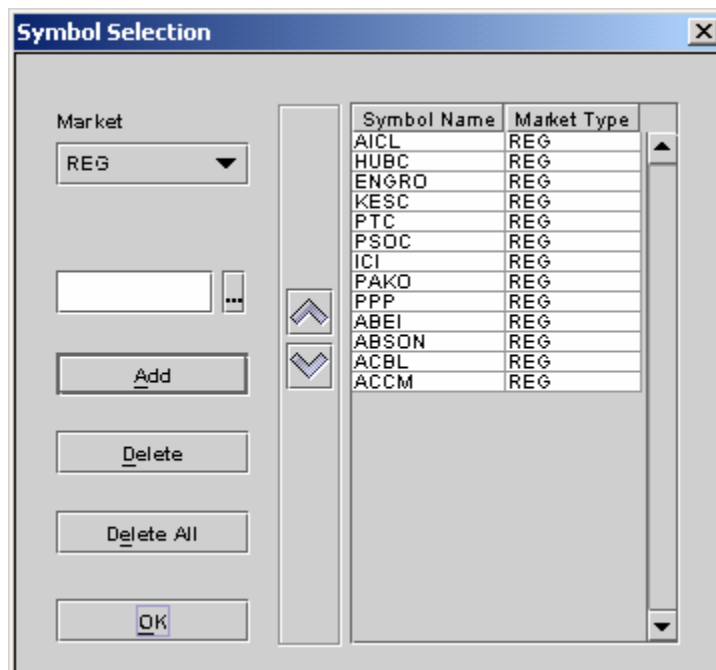 Symbol Selection
Market
REG
...
Add
Delete
Delete All
OK
Symbol Name Market Type
AICL REG
HUBC REG
ENGRO REG
KESC REG
PTC REG
PSOC REG
ICI REG
PAKO REG
PPP REG
ABEI REG
ABSON REG
ACBL REG
ACCM REG